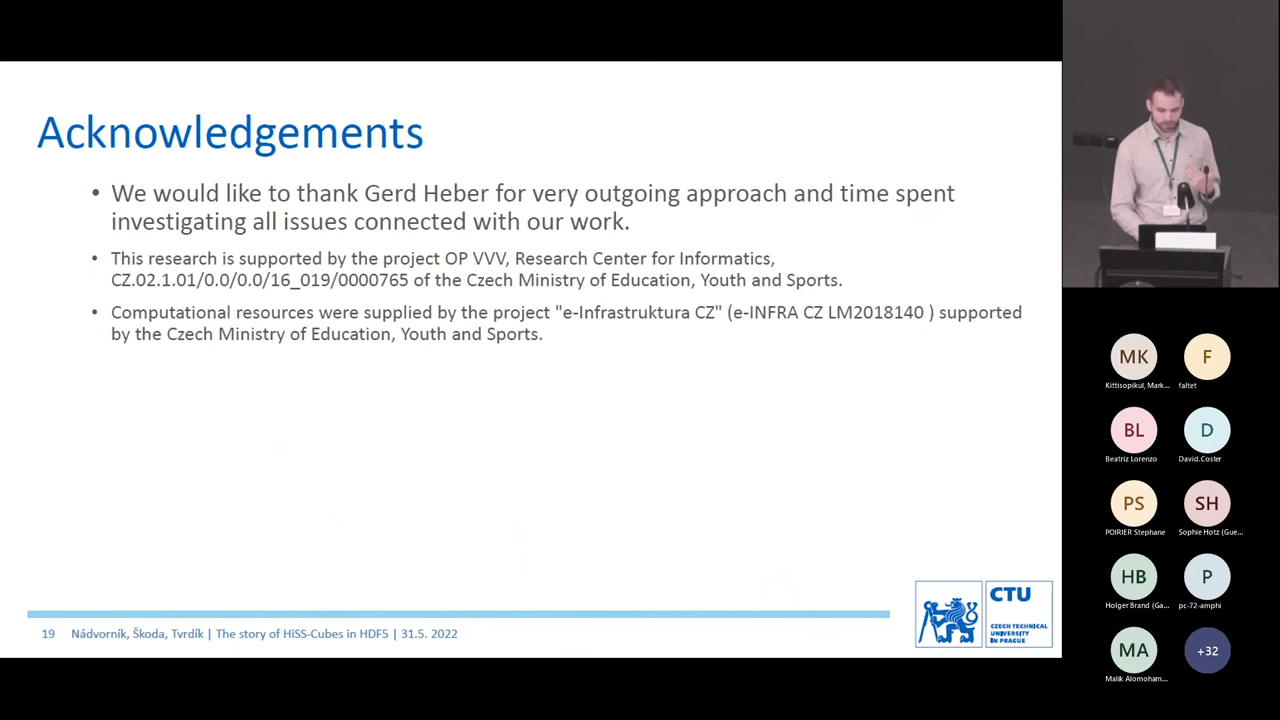 Acknowledgements
• We would like to thank Gerd Heber for very outgoing approach and time spent
investigating all issues connected with our work.
• This research is supported by the project OP VVV, Research Center for Informatics,
CZ.02.1.01/0.0/0.0/16_019/0000765 of the Czech Ministry of Education, Youth and Sports.
• Computational resources were supplied by the project "e-Infrastruktura CZ" (e-INFRA CZ LM2018140 ) supported
by the Czech Ministry of Education, Youth and Sports.
19 Nádvorník, Škoda, Tvrdík | The story of HiSS-Cubes in HDF5 | 31.5. 2022
CTU
CZECH TECHNICAL
UNIVERSITY
IN PRAGUE
MK F
Kittisopikul, Mark... faltet
BL D
Beatriz Lorenzo David.Coster
PS SH
POIRIER Stephane Sophie Hotz (Gue...
HB P
Holger Brand (Ga... pc-72-amphi
MA +32
Malik Alomoham...